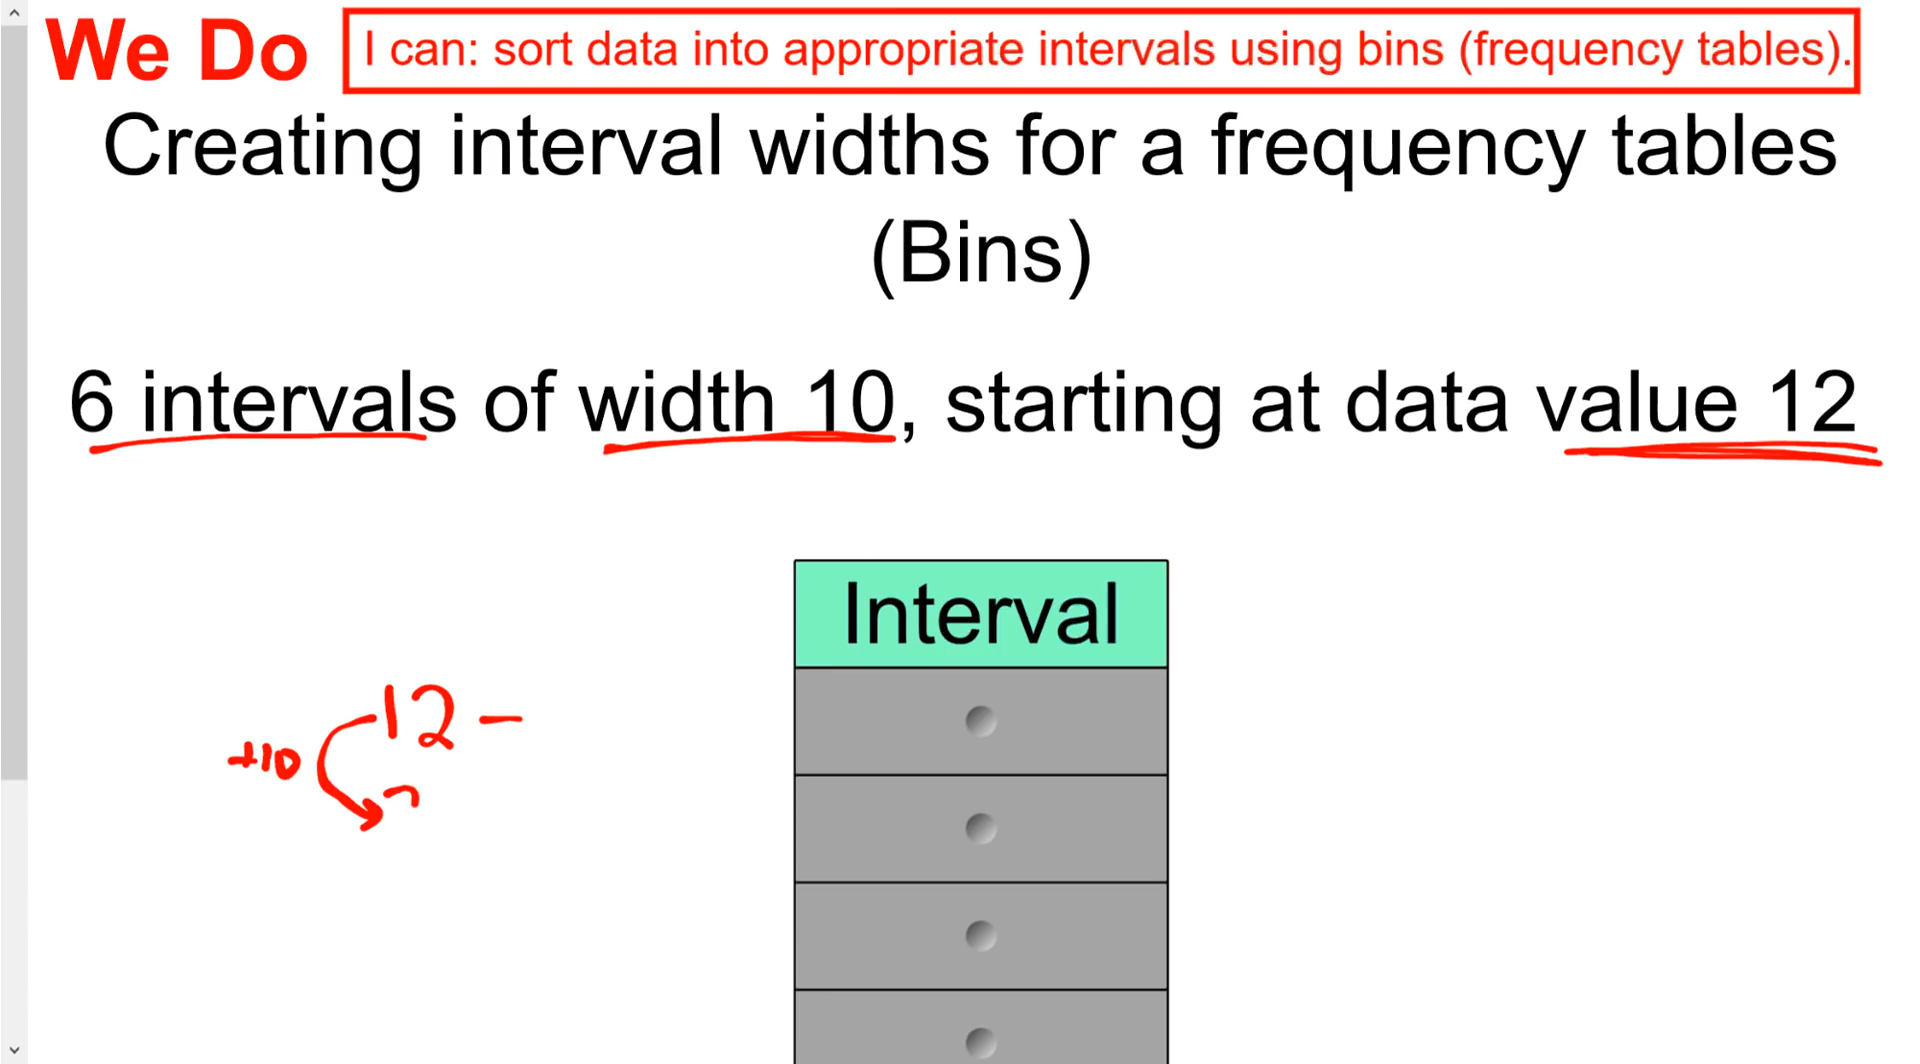 We Do
I can: sort data into appropriate intervals using bins (frequency tables).
Creating interval widths for a frequency tables
(Bins)
6 intervals of width 10, starting at data value 12
Interval
12 –
+10